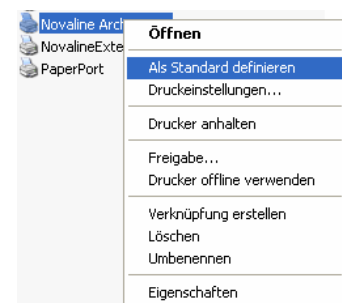 Novaline Arch
NovalineExte
PaperPort
Öffnen
Als Standard definieren
Druckeinstellungen...
Drucker anhalten
Freigabe...
Drucker offline verwenden
Verknüpfung erstellen
Löschen
Umbenennen
Eigenschaften